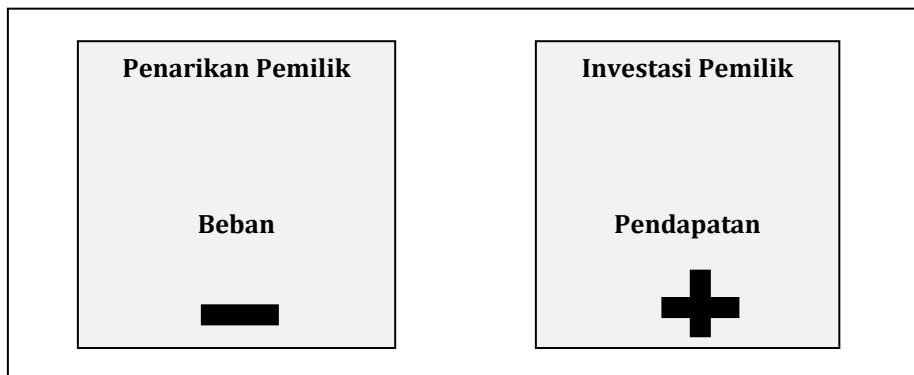 Penarikan Pemilik
Investasi Pemilik
Beban
Pendapatan